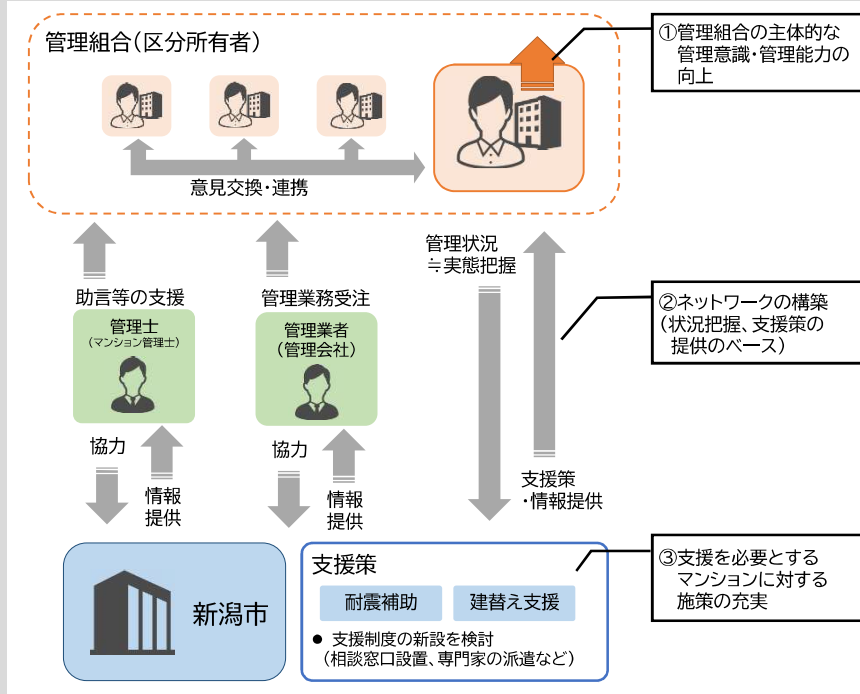 管理組合(区分所有者)
意見交換・連携
①管理組合の主体的な
管理意識・管理能力の
向上
助言等の支援
管理士
(マンション管理士)
管理業務受注
管理業者
(管理会社)
管理状況
≒実態把握
②ネットワークの構築
(状況把握、支援策の
提供のベース)
協力
情報
提供
協力
情報
提供
支援策
・情報提供
新潟市
支援策
耐震補助
建替え支援
● 支援制度の新設を検討
(相談窓口設置、専門家の派遣など)
③支援を必要とする
マンションに対する
施策の充実